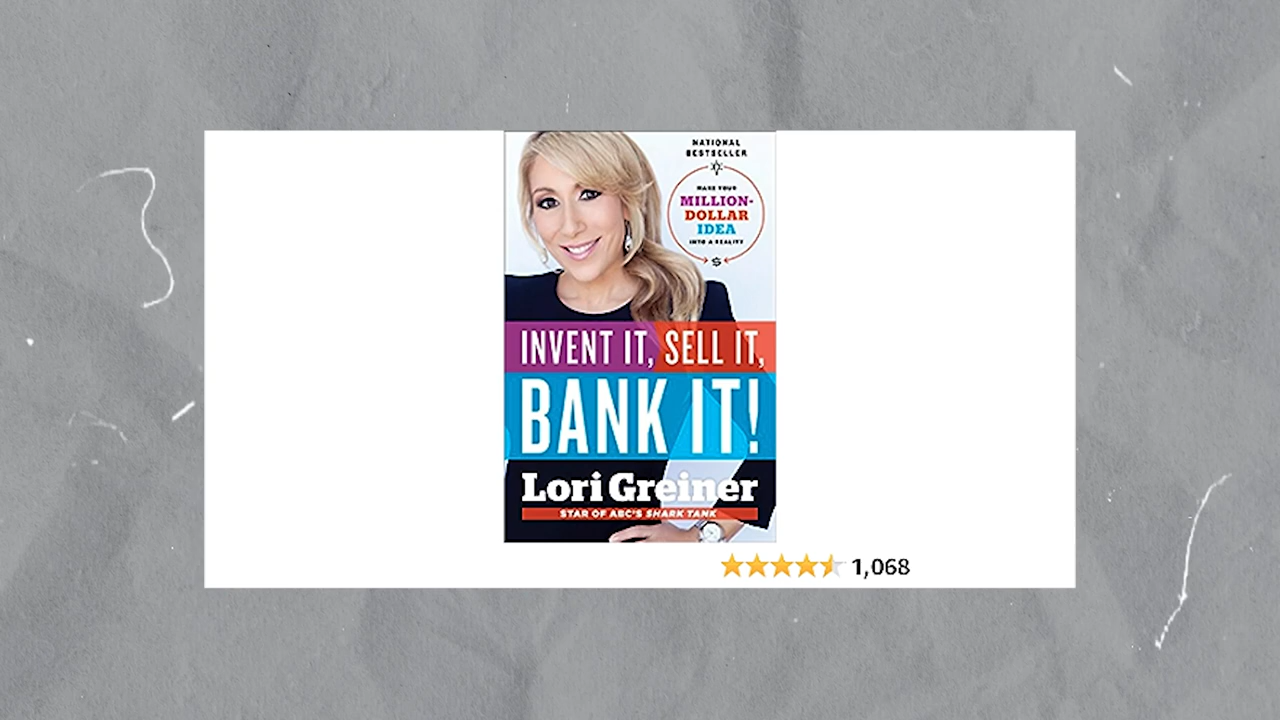 NATIONAL
BESTSELLER
MAKE YOUR
MILLION-
DOLLAR
IDEA
INTO A REALITY
$
INVENT IT, SELL IT,
BANK IT!
Lori Greiner
STAR OF ABC'S SHARK TANK
1,068